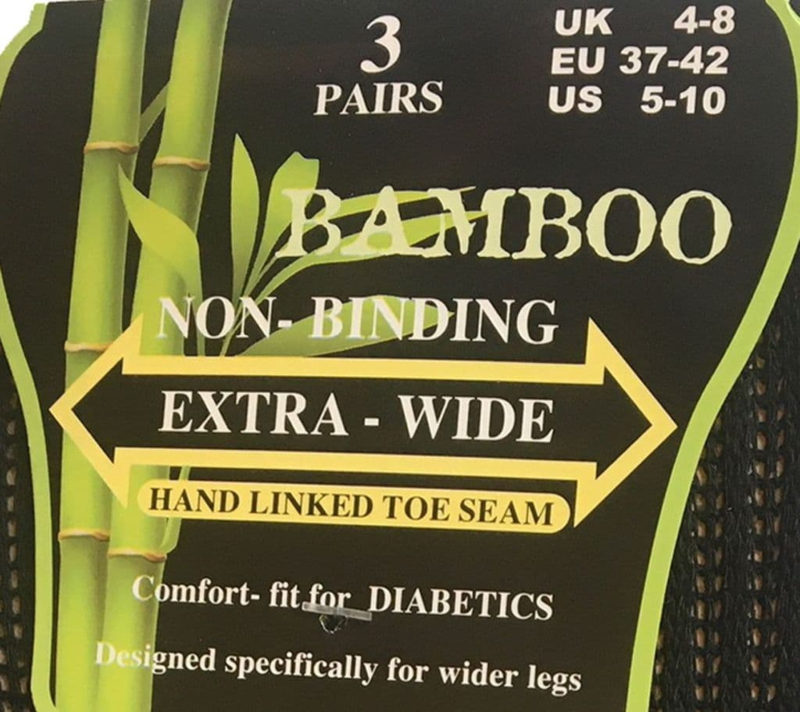 3
PAIRS
UK 4-8
EU 37-42
US 5-10
BAMBOO
NON- BINDING
EXTRA - WIDE
HAND LINKED TOE SEAM
Comfort- fit for DIABETICS
Designed specifically for wider legs